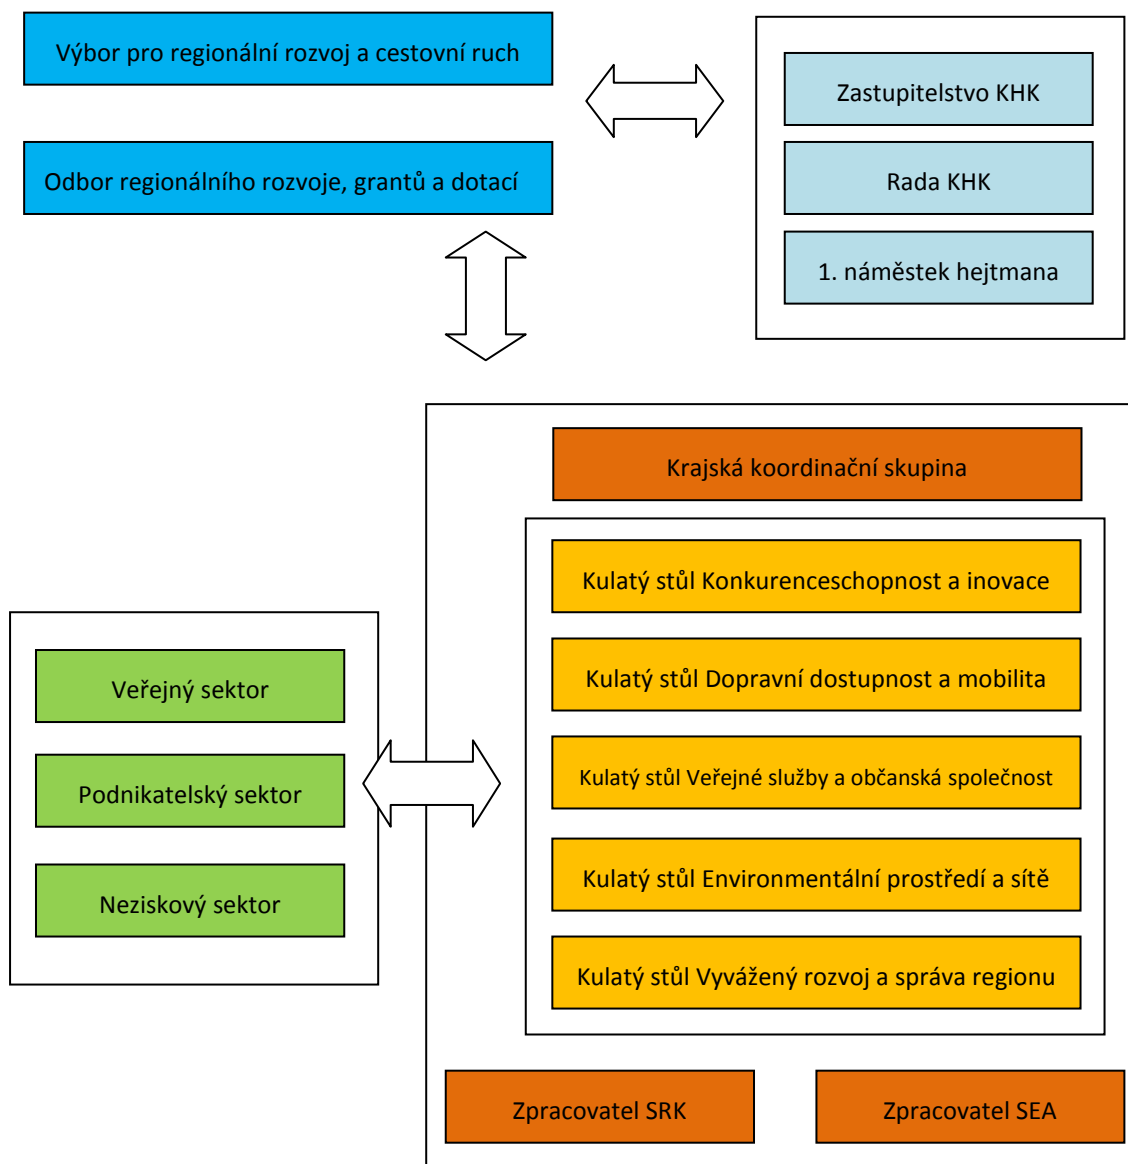 Výbor pro regionální rozvoj a cestovní ruch
Odbor regionálního rozvoje, grantů a dotací
Zastupitelstvo KHK
Rada KHK
1. náměstek hejtmana
Krajská koordinační skupina
Kulatý stůl Konkurenceschopnost a inovace
Kulatý stůl Dopravní dostupnost a mobilita
Kulatý stůl Veřejné služby a občanská společnost
Kulatý stůl Environmentální prostředí a sítě
Kulatý stůl Vyvážený rozvoj a správa regionu
Veřejný sektor
Podnikatelský sektor
Neziskový sektor
Zpracovatel SRK
Zpracovatel SEA